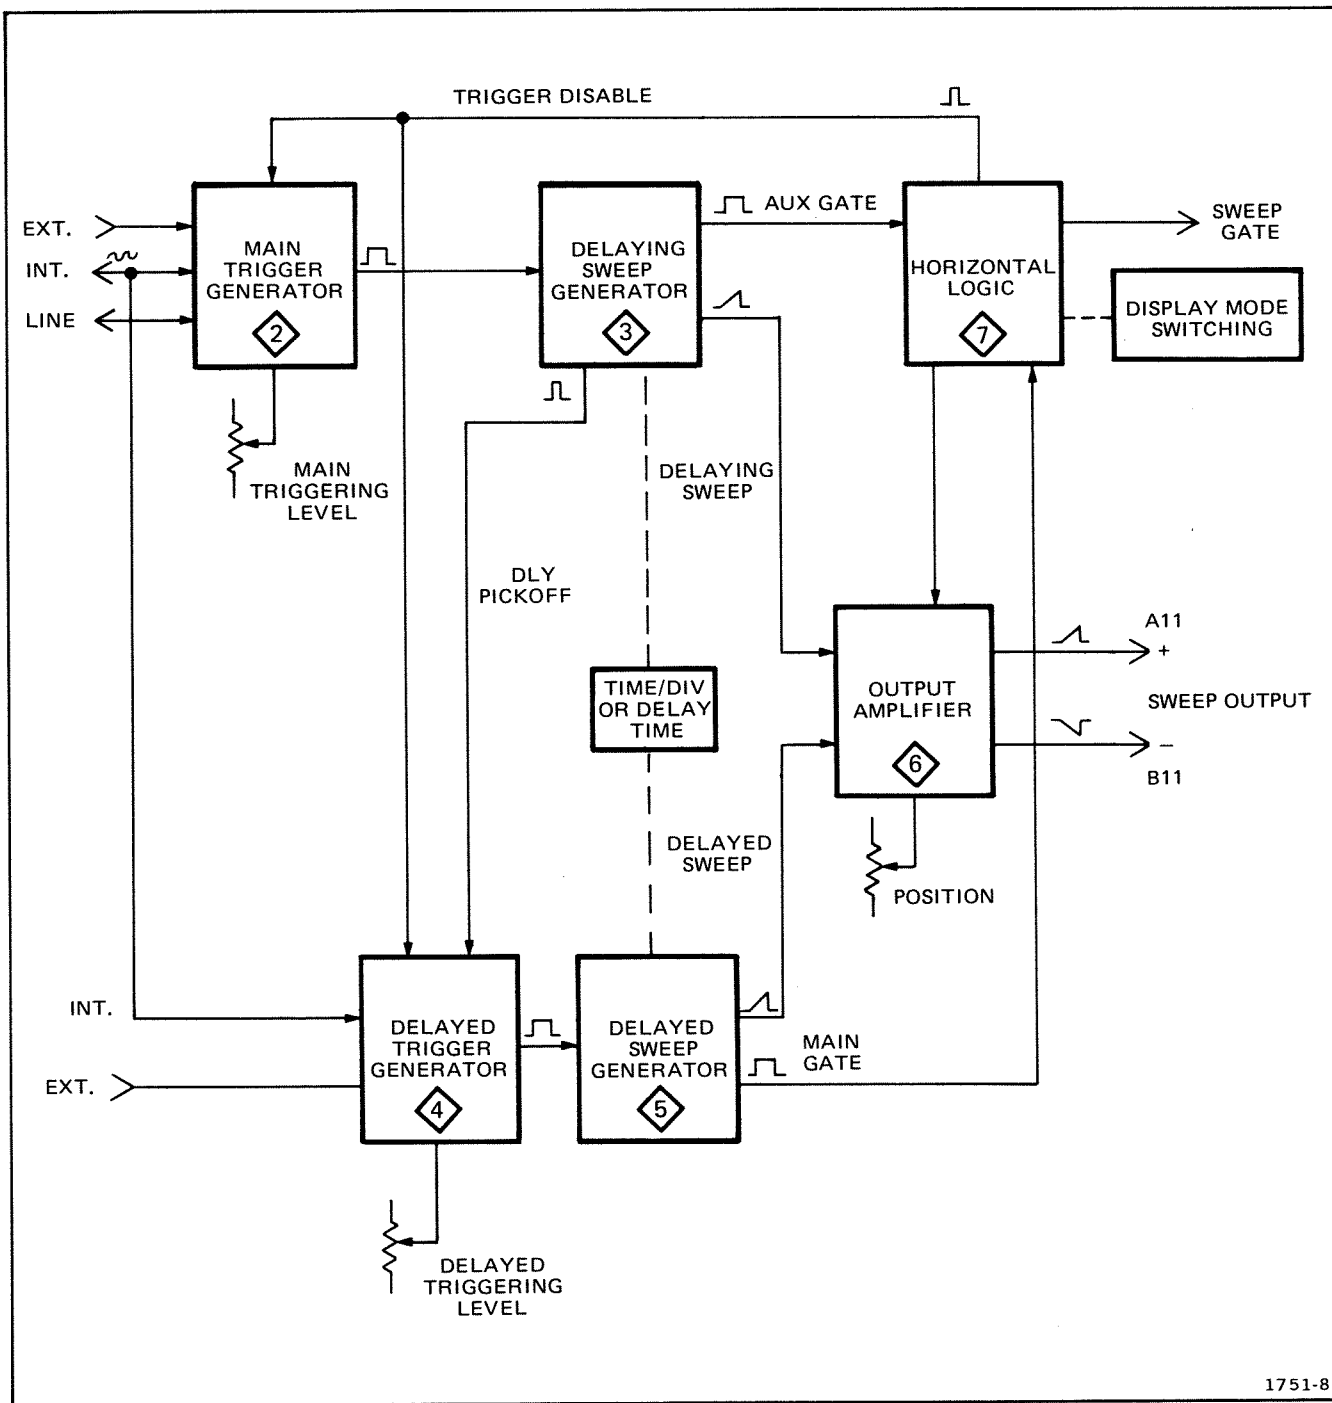 TRIGGER DISABLE
EXT.
INT.
LINE
MAIN
TRIGGER
GENERATOR
2
DELAYING
SWEEP
GENERATOR
3
AUX GATE
HORIZONTAL
LOGIC
7
SWEEP
GATE
DISPLAY MODE
SWITCHING
MAIN
TRIGGERING
LEVEL
DELAYING
SWEEP
DLY
PICKOFF
TIME/DIV
OR DELAY
TIME
OUTPUT
AMPLIFIER
6
A11
+
SWEEP OUTPUT
–
B11
DELAYED
SWEEP
POSITION
INT.
EXT.
DELAYED
TRIGGER
GENERATOR
4
DELAYED
SWEEP
GENERATOR
5
MAIN
GATE
DELAYED
TRIGGERING
LEVEL
1751-8